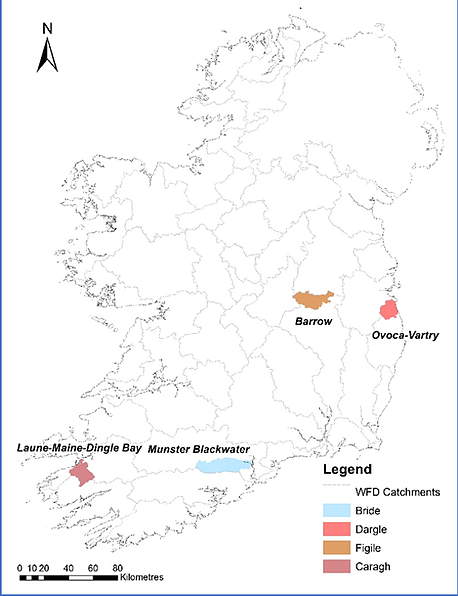 N
Barrow
Ovoca-Vartry
Laune-Maine-Dingle Bay
Munster Blackwater
Legend
WFD Catchments
Bride
Dargle
Figile
Caragh
0 10 20 40 60 80
Kilometres